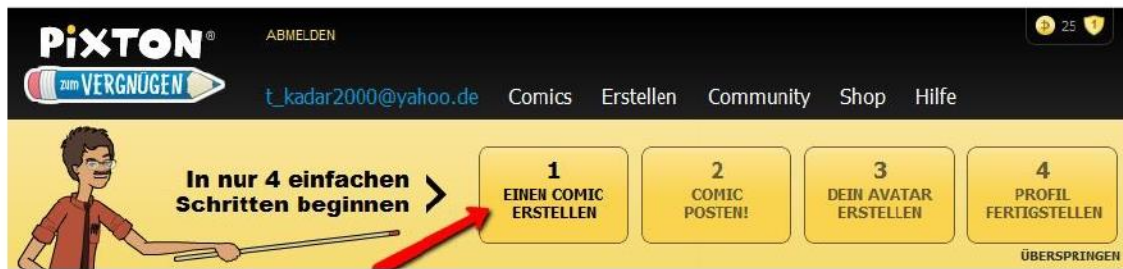 PiXTON®
zum VERGNÜGEN
ABMELDEN
25 1
t_kadar2000@yahoo.de Comics Erstellen Community Shop Hilfe
In nur 4 einfachen
Schritten beginnen
1
EINEN COMIC
ERSTELLEN
2
COMIC
POSTEN!
3
DEIN AVATAR
ERSTELLEN
4
PROFIL
FERTIGSTELLEN
ÜBERSPRINGEN